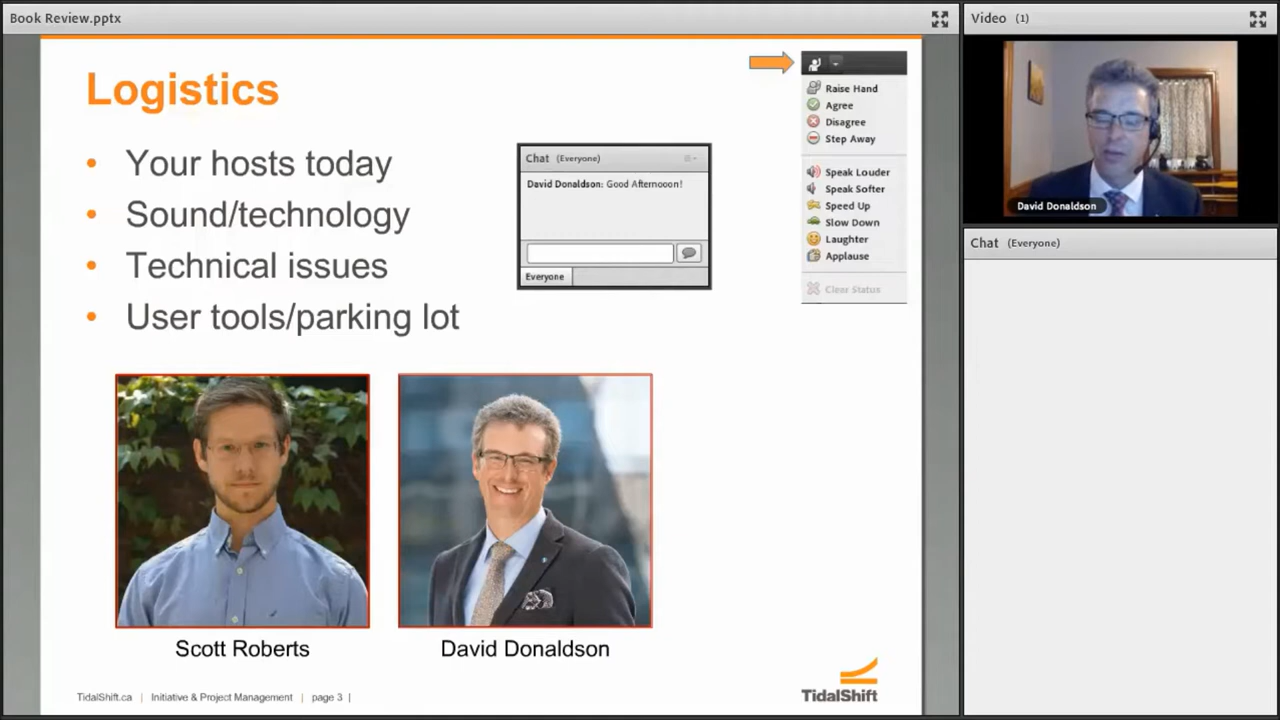 Book Review.pptx
Logistics
• Your hosts today
• Sound/technology
• Technical issues
• User tools/parking lot
Chat (Everyone)
David Donaldson: Good Afternooon!
Everyone
Raise Hand
Agree
Disagree
Step Away
Speak Louder
Speak Softer
Speed Up
Slow Down
Laughter
Applause
Clear Status
Scott Roberts
David Donaldson
TidalShift.ca | Initiative & Project Management | page 3 |
TidalShift
Video (1)
David Donaldson
Chat (Everyone)